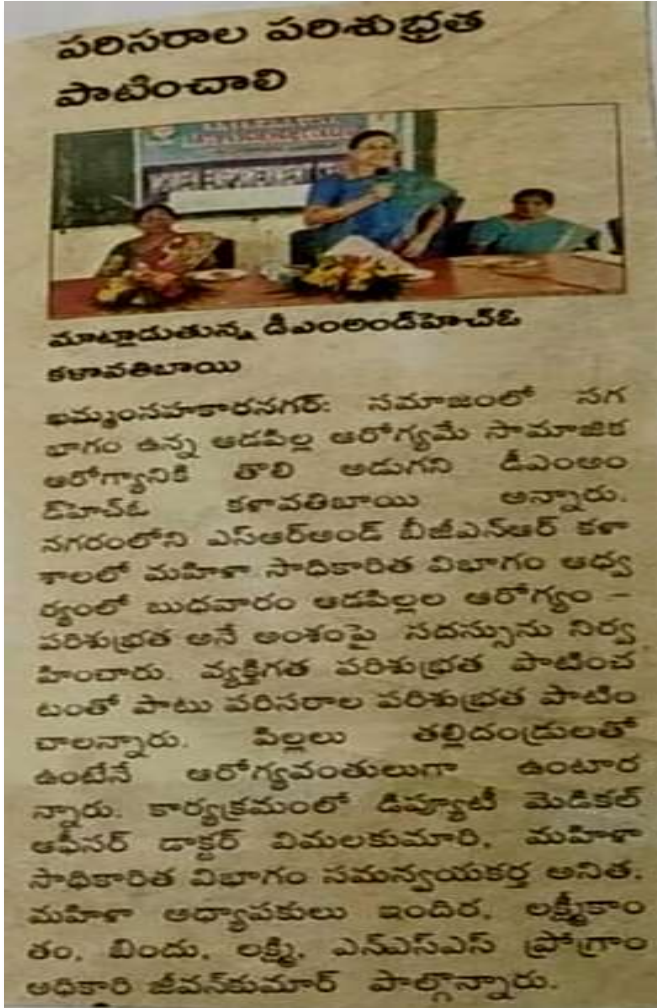 పరిసరాల పరిశుభ్రత
పాటించాలి
మాట్లాడుతున్న డీఎంఅండ్‌హెచ్‌ఓ
కళావతిబాయి
ఖమ్మంసహకారనగర్: సమాజంలో సగ
భాగం ఉన్న ఆడపిల్ల ఆరోగ్యమే సామాజిక
ఆరోగ్యానికి తొలి అడుగని డీఎంఅం
డ్‌హెచ్‌ఓ కళావతిబాయి అన్నారు.
నగరంలోని ఎస్ఆర్అండ్ బీజీఎన్ఆర్ కళా
శాలలో మహిళా సాధికారిత విభాగం ఆధ్వ
ర్యంలో బుధవారం ఆడపిల్లల ఆరోగ్యం –
పరిశుభ్రత అనే అంశంపై సదస్సును నిర్వ
హించారు. వ్యక్తిగత పరిశుభ్రత పాటించ
టంతో పాటు పరిసరాల పరిశుభ్రత పాటిం
చాలన్నారు. పిల్లలు తల్లిదండ్రులతో
ఉంటేనే ఆరోగ్యవంతులుగా ఉంటార
న్నారు. కార్యక్రమంలో డిప్యూటీ మెడికల్
ఆఫీసర్ డాక్టర్ విమలకుమారి, మహిళా
సాధికారిత విభాగం సమన్వయకర్త అనిత,
మహిళా అధ్యాపకులు ఇందిర, లక్ష్మీకాం
తం, బిందు, లక్ష్మి, ఎన్ఎస్ఎస్ ప్రోగ్రాం
అధికారి జీవన్‌కుమార్ పాల్గొన్నారు.